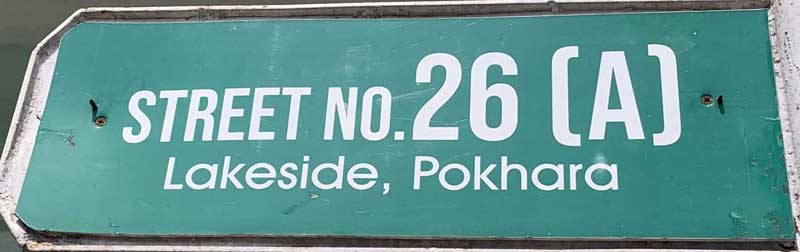 STREET NO. 26 (A)
Lakeside, Pokhara